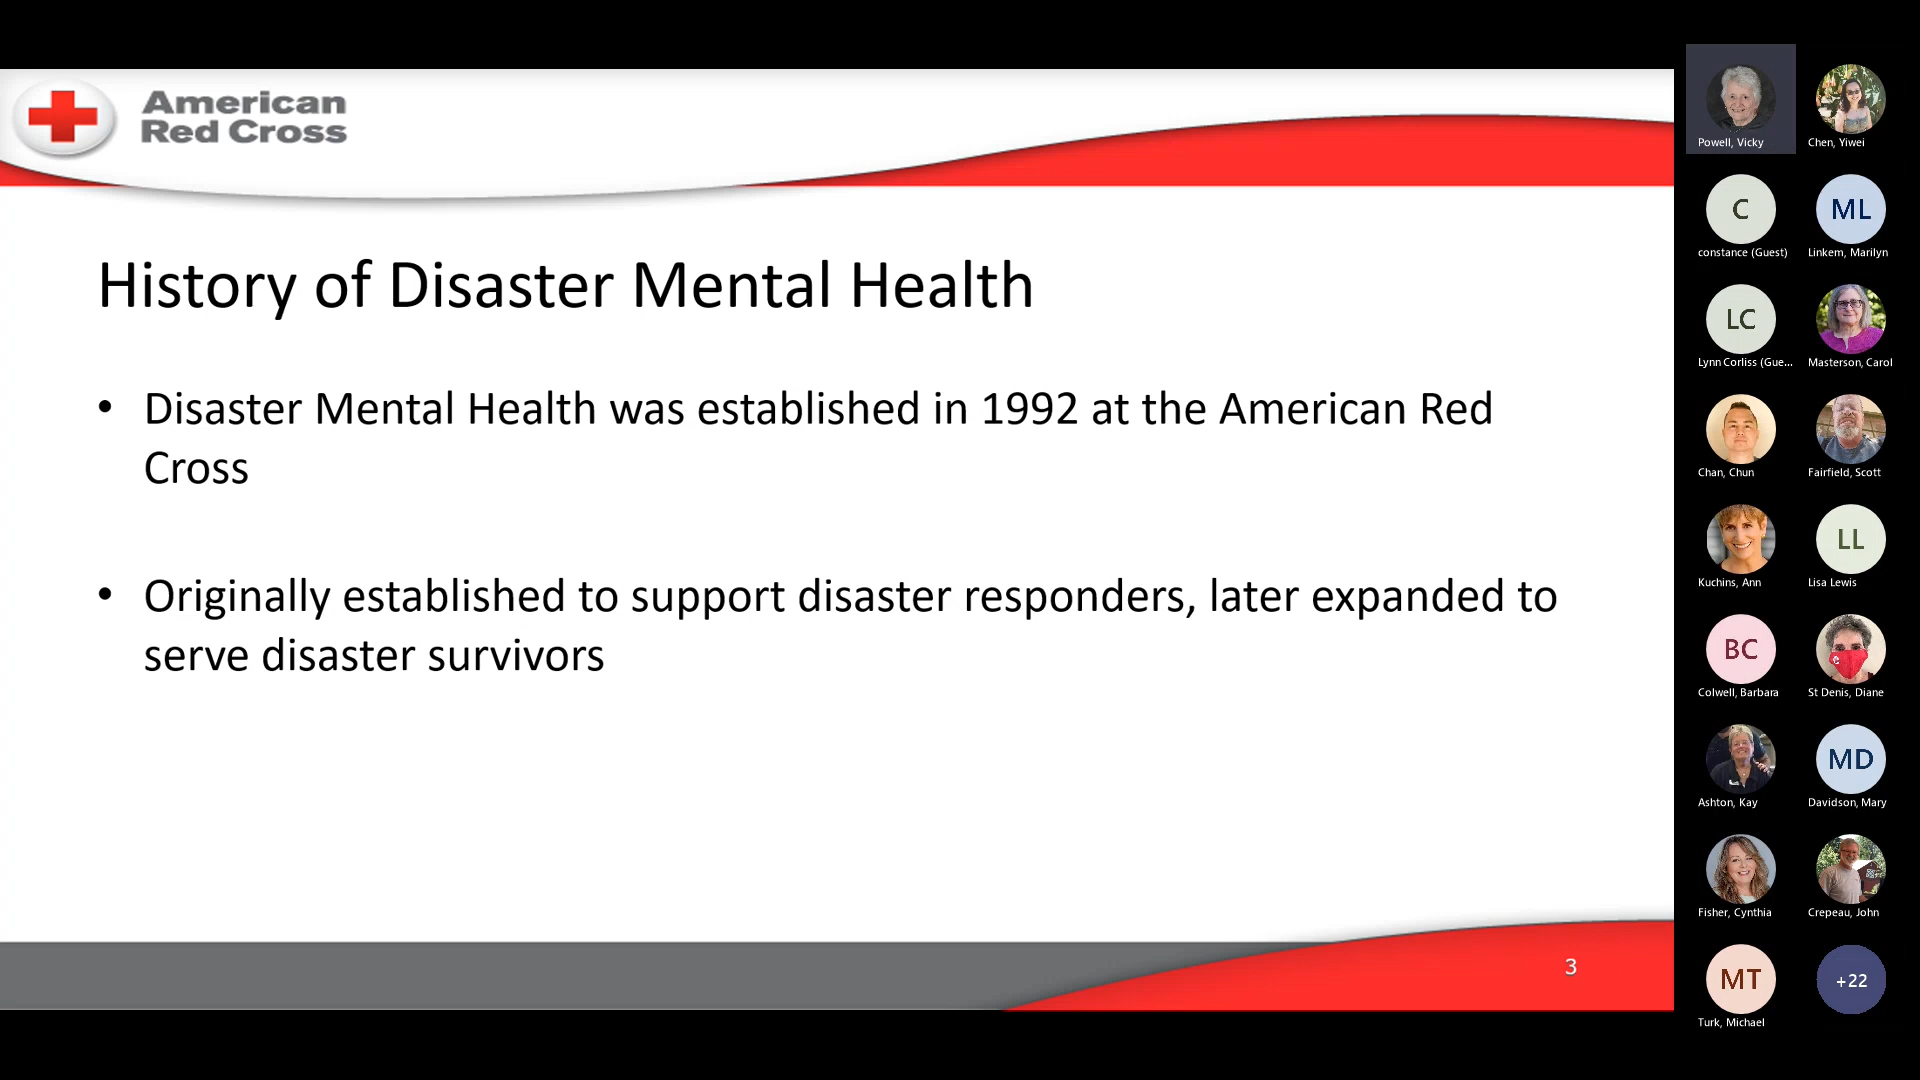 American
Red Cross
History of Disaster Mental Health
• Disaster Mental Health was established in 1992 at the American Red
Cross
• Originally established to support disaster responders, later expanded to
serve disaster survivors
3
Powell, Vicky
Chen, Yiwei
C
ML
constance (Guest)
Linkem, Marilyn
LC
Lynn Corliss (Gue...
Masterson, Carol
Chan, Chun
Fairfield, Scott
LL
Kuchins, Ann
Lisa Lewis
BC
Colwell, Barbara
St Denis, Diane
MD
Ashton, Kay
Davidson, Mary
Fisher, Cynthia
Crepeau, John
MT
+22
Turk, Michael